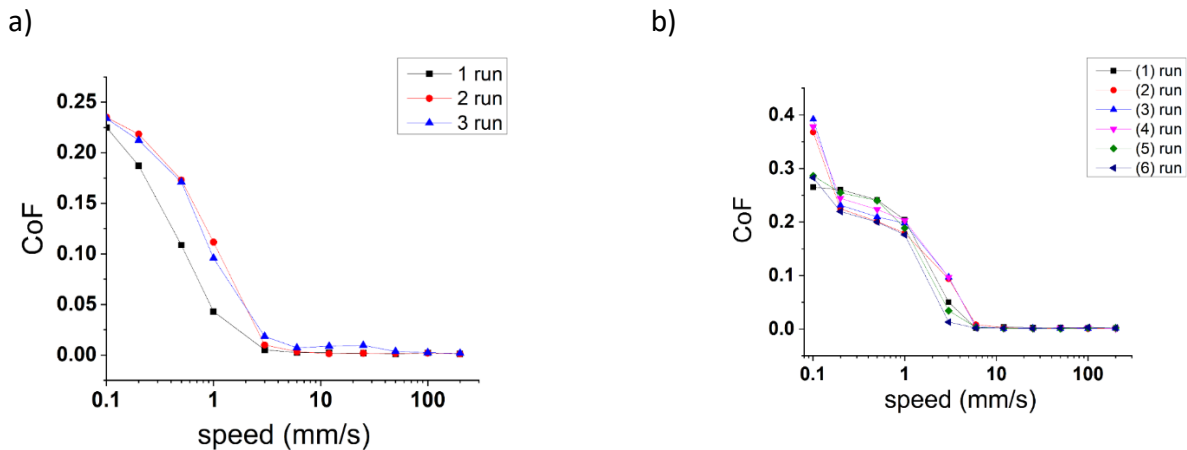 a)
1 run
2 run
3 run
0.25
0.20
0.15
0.10
0.05
0.00
CoF
0.1
1
10
100
speed (mm/s)
b)
(1) run
(2) run
(3) run
(4) run
(5) run
(6) run
0.4
0.3
0.2
0.1
0.0
CoF
0.1
1
10
100
speed (mm/s)